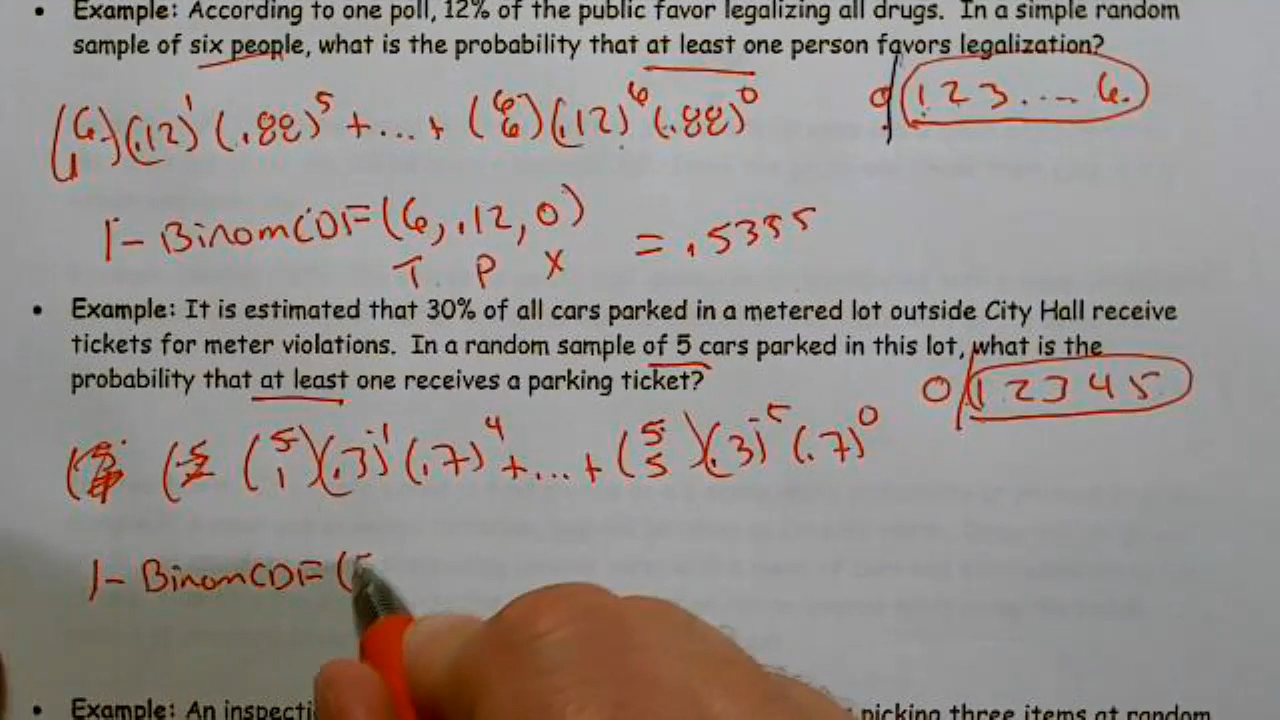 • Example: According to one poll, 12% of the public favor legalizing all drugs. In a simple random
sample of six people, what is the probability that at least one person favors legalization?
0 1 2 3 .... 6.
(6 1)(.12)^1 (.88)^5 + ... + (6 6)(.12)^6 (.88)^0
1 - BinomCDF(6, .12, 0) = .5355
T P X
• Example: It is estimated that 30% of all cars parked in a metered lot outside City Hall receive
tickets for meter violations. In a random sample of 5 cars parked in this lot, what is the
probability that at least one receives a parking ticket?
0 1 2 3 4 5
(5 1)(.3)^1 (.7)^4 + ... + (5 5)(.3)^5 (.7)^0
1 - BinomCDF (5
• Example: An inspecti picking three items at random